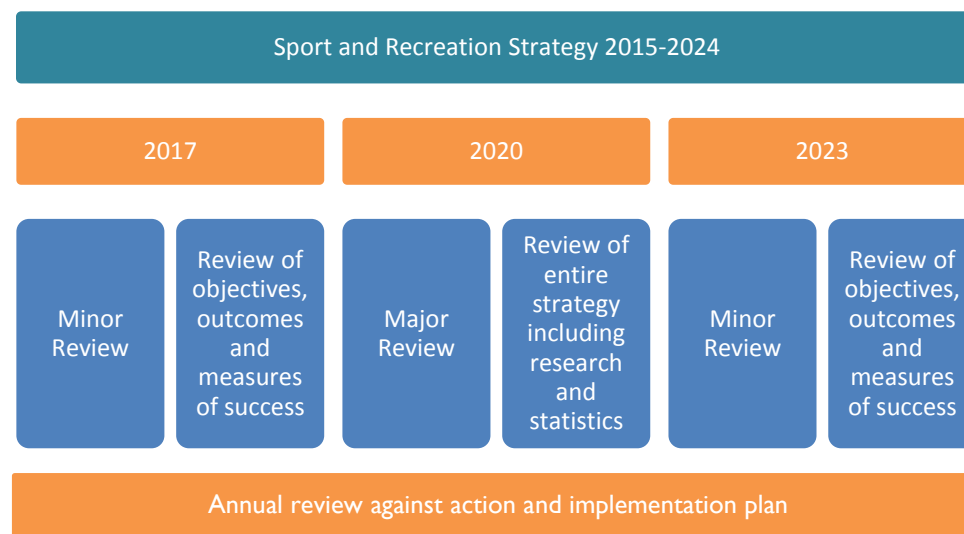 Sport and Recreation Strategy 2015-2024
2017
2020
2023
Minor
Review
Review of
objectives,
outcomes
and
measures
of success
Major
Review
Review of
entire
strategy
including
research
and
statistics
Minor
Review
Review of
objectives,
outcomes
and
measures
of success
Annual review against action and implementation plan